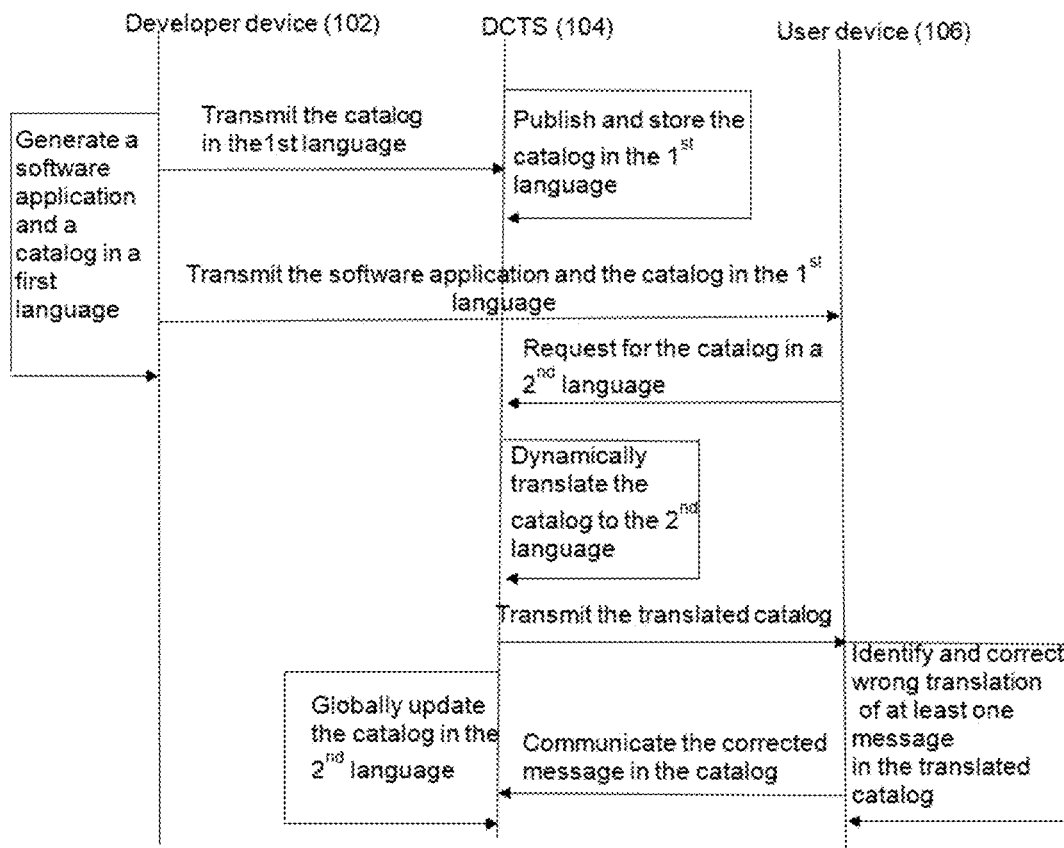 Developer device (102)
DCTS (104)
User device (106)
Generate a
software
application
and a
catalog in a
first
language
Transmit the catalog
in the1st language
Publish and store the
catalog in the 1st
language
Transmit the software application and the catalog in the 1st
language
Request for the catalog in a
2nd language
Dynamically
translate the
catalog to the 2nd
language
Transmit the translated catalog
Identify and correct
wrong translation
of at least one
message
in the translated
catalog
Globally update
the catalog in the
2nd language
Communicate the corrected
message in the catalog